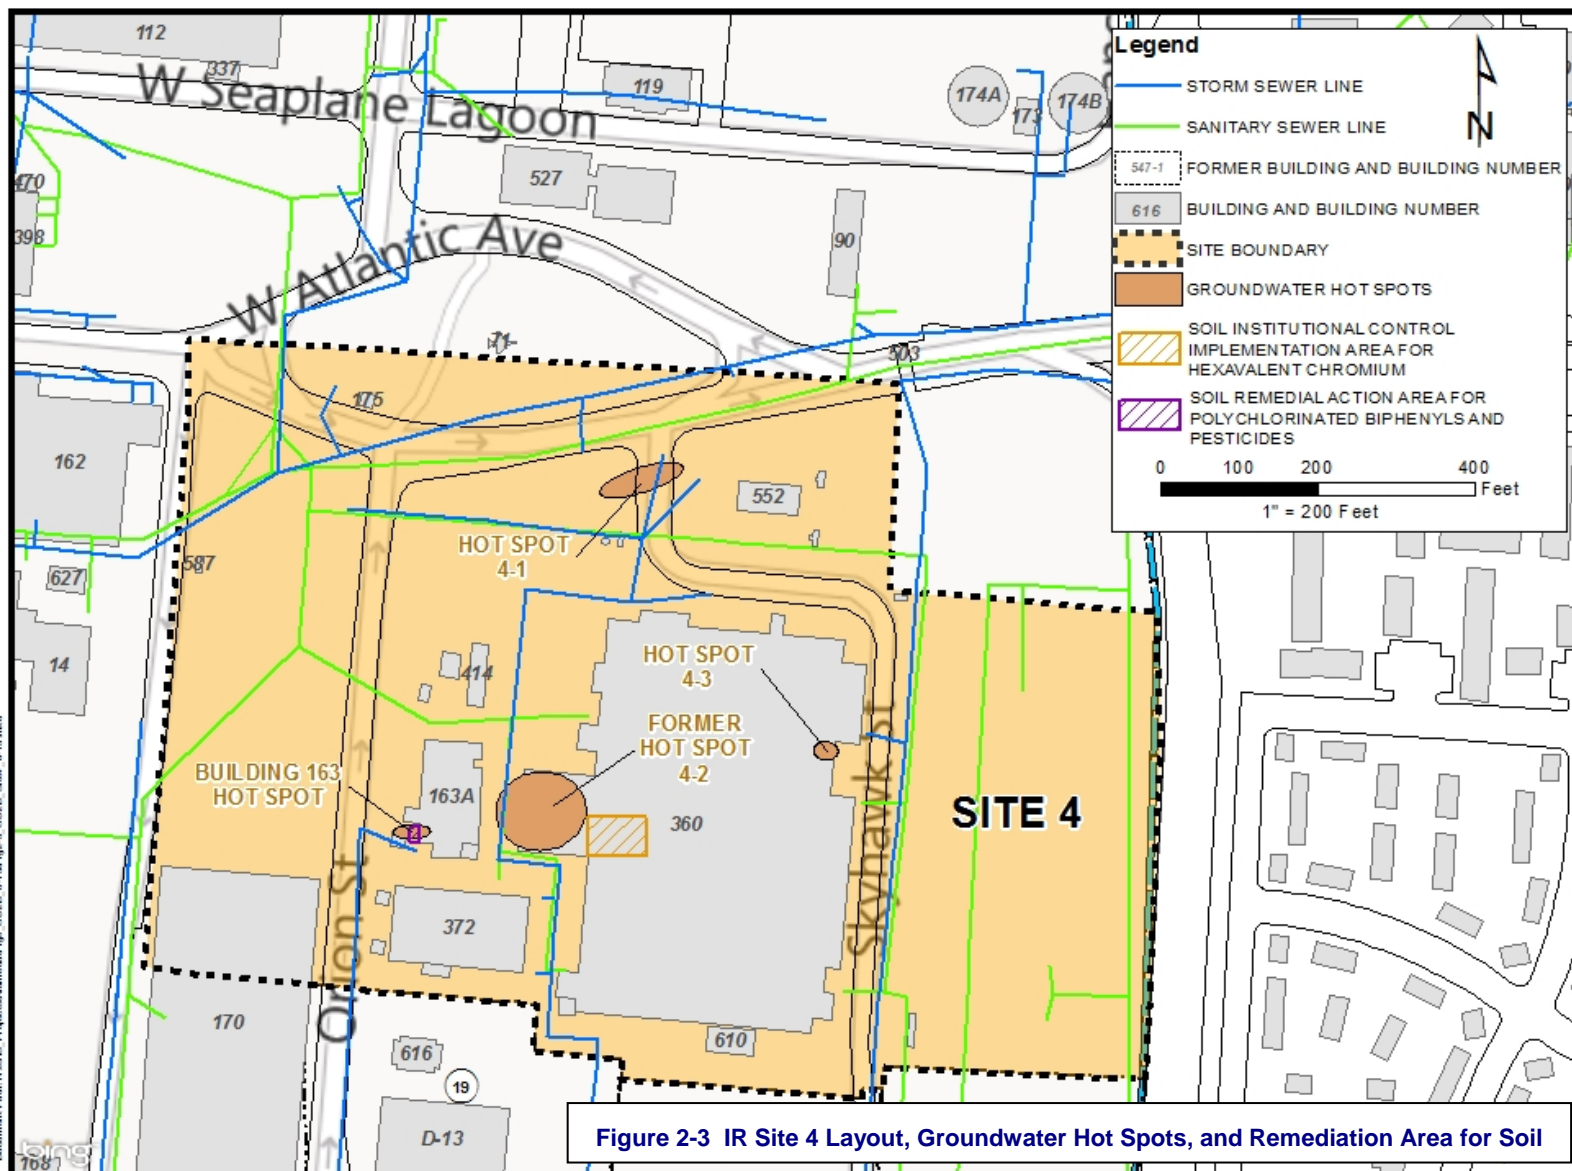 112
337
W Seaplane Lagoon
119
174A
173
174B
Legend
N
STORM SEWER LINE
SANITARY SEWER LINE
547-1
FORMER BUILDING AND BUILDING NUMBER
616
BUILDING AND BUILDING NUMBER
SITE BOUNDARY
GROUNDWATER HOT SPOTS
SOIL INSTITUTIONAL CONTROL
IMPLEMENTATION AREA FOR
HEXAVALENT CHROMIUM
SOIL REMEDIAL ACTION AREA FOR
POLYCHLORINATED BIPHENYLS AND
PESTICIDES
0 100 200 400
Feet
1" = 200 Feet
470
398
527
90
W Atlantic Ave
71
503
175
162
552
HOT SPOT
4-1
587
627
14
414
HOT SPOT
4-3
FORMER
HOT SPOT
4-2
BUILDING 163
HOT SPOT
163A
360
SITE 4
Skyhawk St
Orion St
372
170
610
616
19
D-13
168
bing
Figure 2-3 IR Site 4 Layout, Groundwater Hot Spots, and Remediation Area for Soil